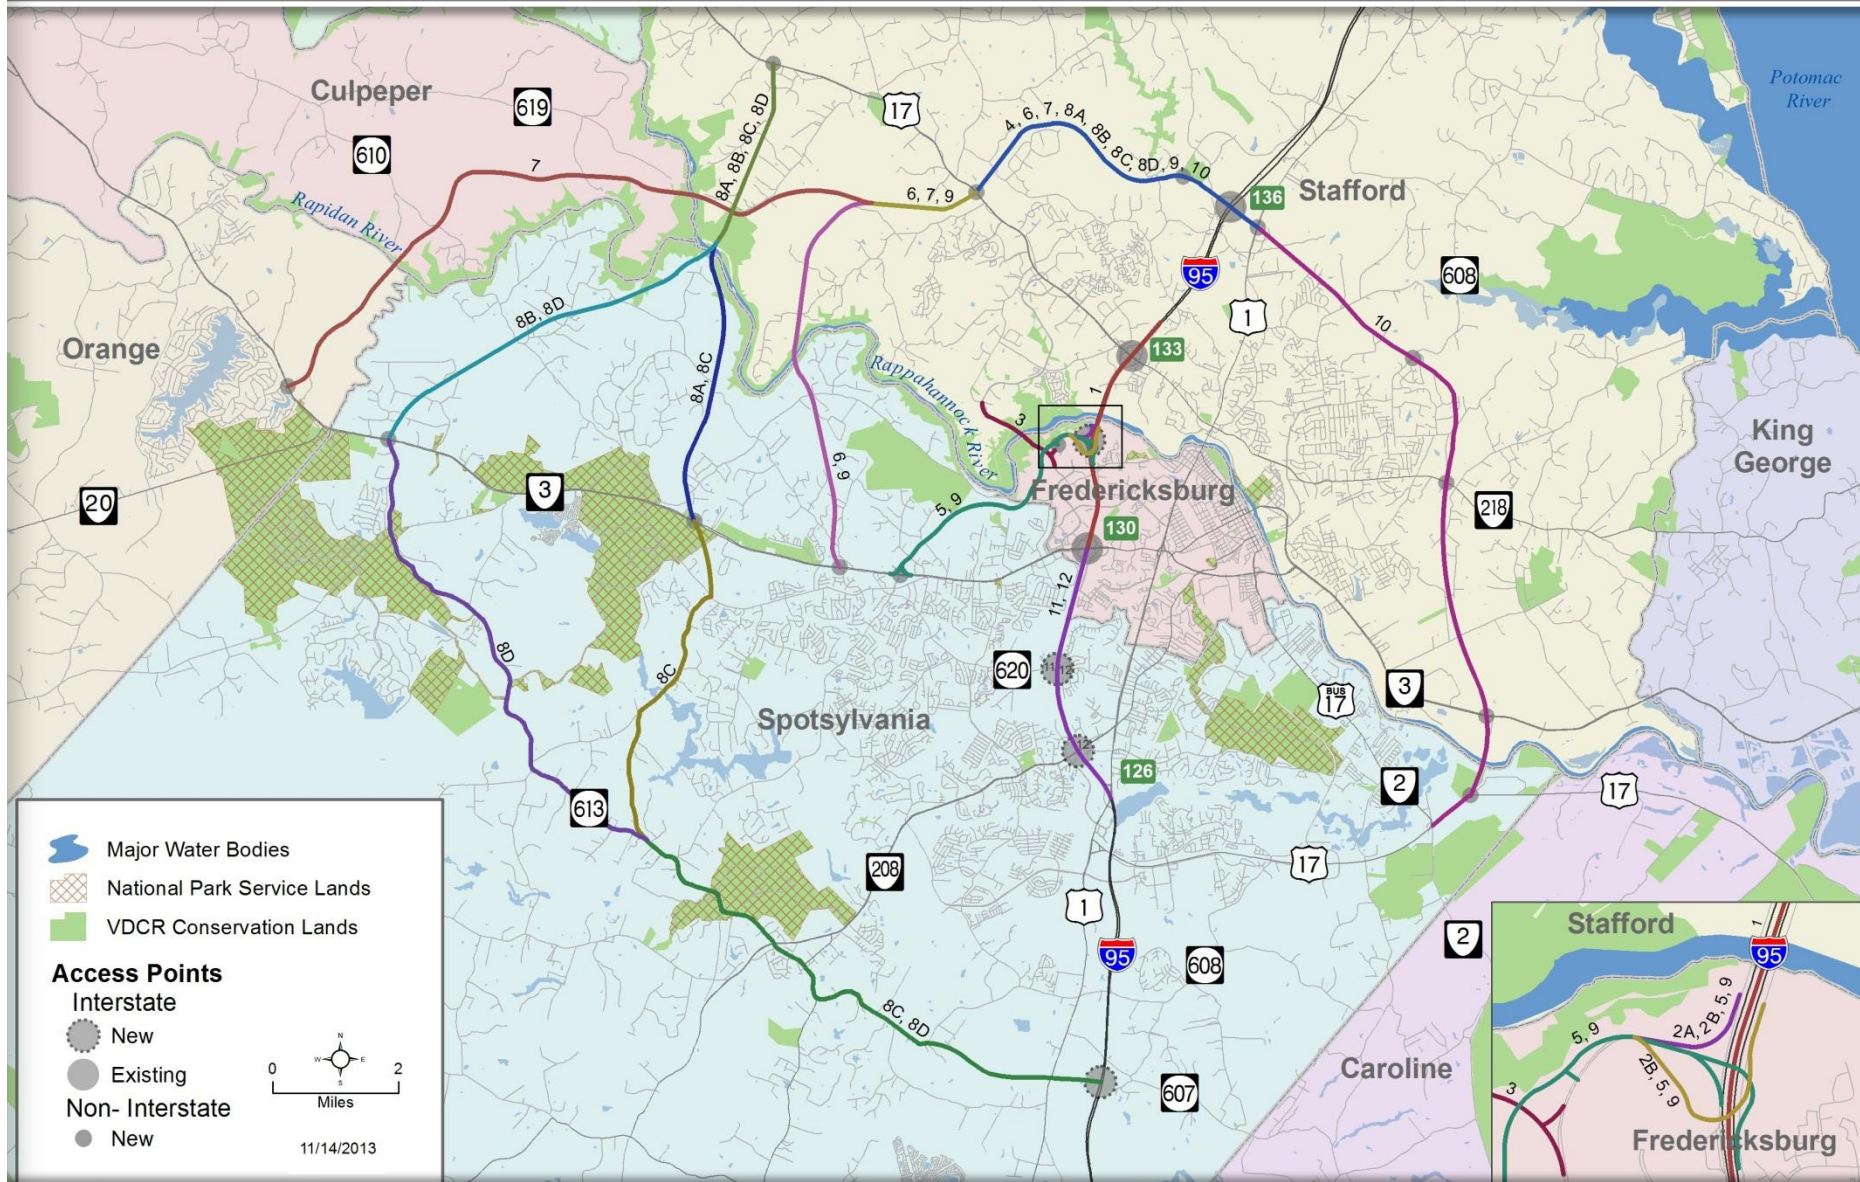 Culpeper
619
610
17
8A, 8B, 8C, 8D
4, 6, 7, 8A, 8B, 8C, 8D, 9, 10
Potomac
River
7
6, 7, 9
136
Stafford
Rapidan River
95
608
8B, 8D
1
10
Orange
133
8A, 8C
Rappahannock River
1
3
King
George
6, 9
3
20
5, 9
Fredericksburg
218
130
11, 12
8D
620
11
12
8C
BUS
17
3
Spotsylvania
12
126
2
17
613
17
208
1
2
95
608
8C, 8D
607
Caroline
Major Water Bodies
National Park Service Lands
VDCR Conservation Lands
Access Points
Interstate
New
Existing
Non- Interstate
New
N
W
E
S
0
2
Miles
11/14/2013
Stafford
1
95
2A, 2B, 5, 9
5, 9
2B, 5, 9
3
Fredericksburg